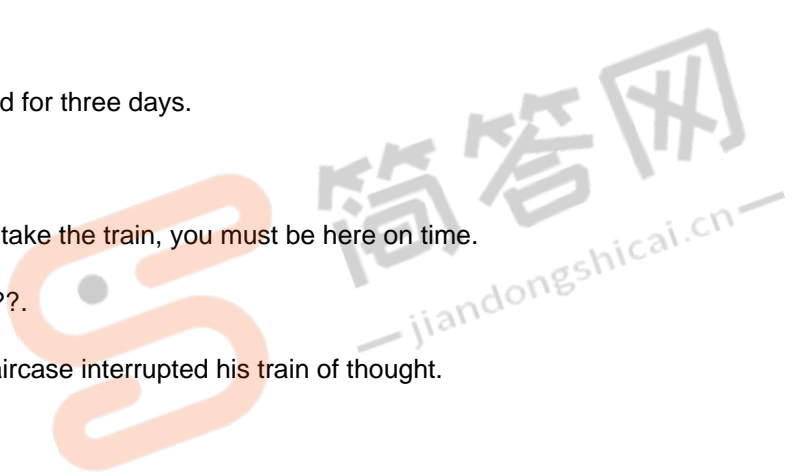 d for three days.
take the train, you must be here on time.
??.
ircase interrupted his train of thought.
简答网
jiandongshicai.cn